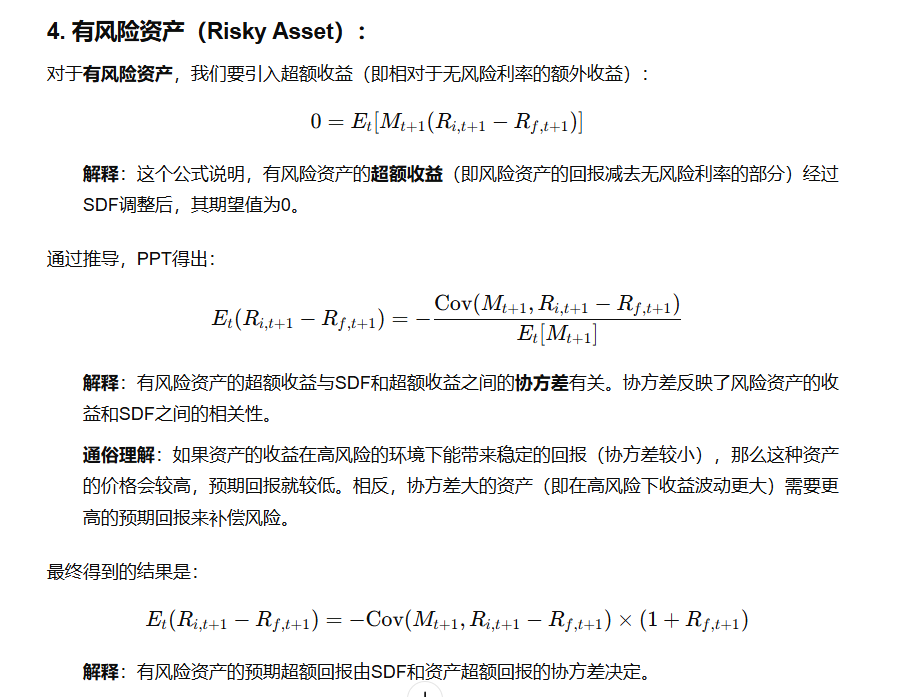 4. 有风险资产（Risky Asset）：
对于有风险资产，我们要引入超额收益（即相对于无风险利率的额外收益）：
0 = E_t[M_{t+1}(R_{i,t+1} − R_{f,t+1})]
解释：这个公式说明，有风险资产的超额收益（即风险资产的回报减去无风险利率的部分）经过
SDF调整后，其期望值为0。
通过推导，PPT得出：
E_t(R_{i,t+1} − R_{f,t+1}) = −\frac{Cov(M_{t+1}, R_{i,t+1} − R_{f,t+1})}{E_t[M_{t+1}]}
解释：有风险资产的超额收益与SDF和超额收益之间的协方差有关。协方差反映了风险资产的收
益和SDF之间的相关性。
通俗理解：如果资产的收益在高风险的环境下能带来稳定的回报（协方差较小），那么这种资产
的价格会较高，预期回报就较低。相反，协方差大的资产（即在高风险下收益波动更大）需要更
高的预期回报来补偿风险。
最终得到的结果是：
E_t(R_{i,t+1} − R_{f,t+1}) = −Cov(M_{t+1}, R_{i,t+1} − R_{f,t+1}) × (1 + R_{f,t+1})
解释：有风险资产的预期超额回报由SDF和资产超额回报的协方差决定。